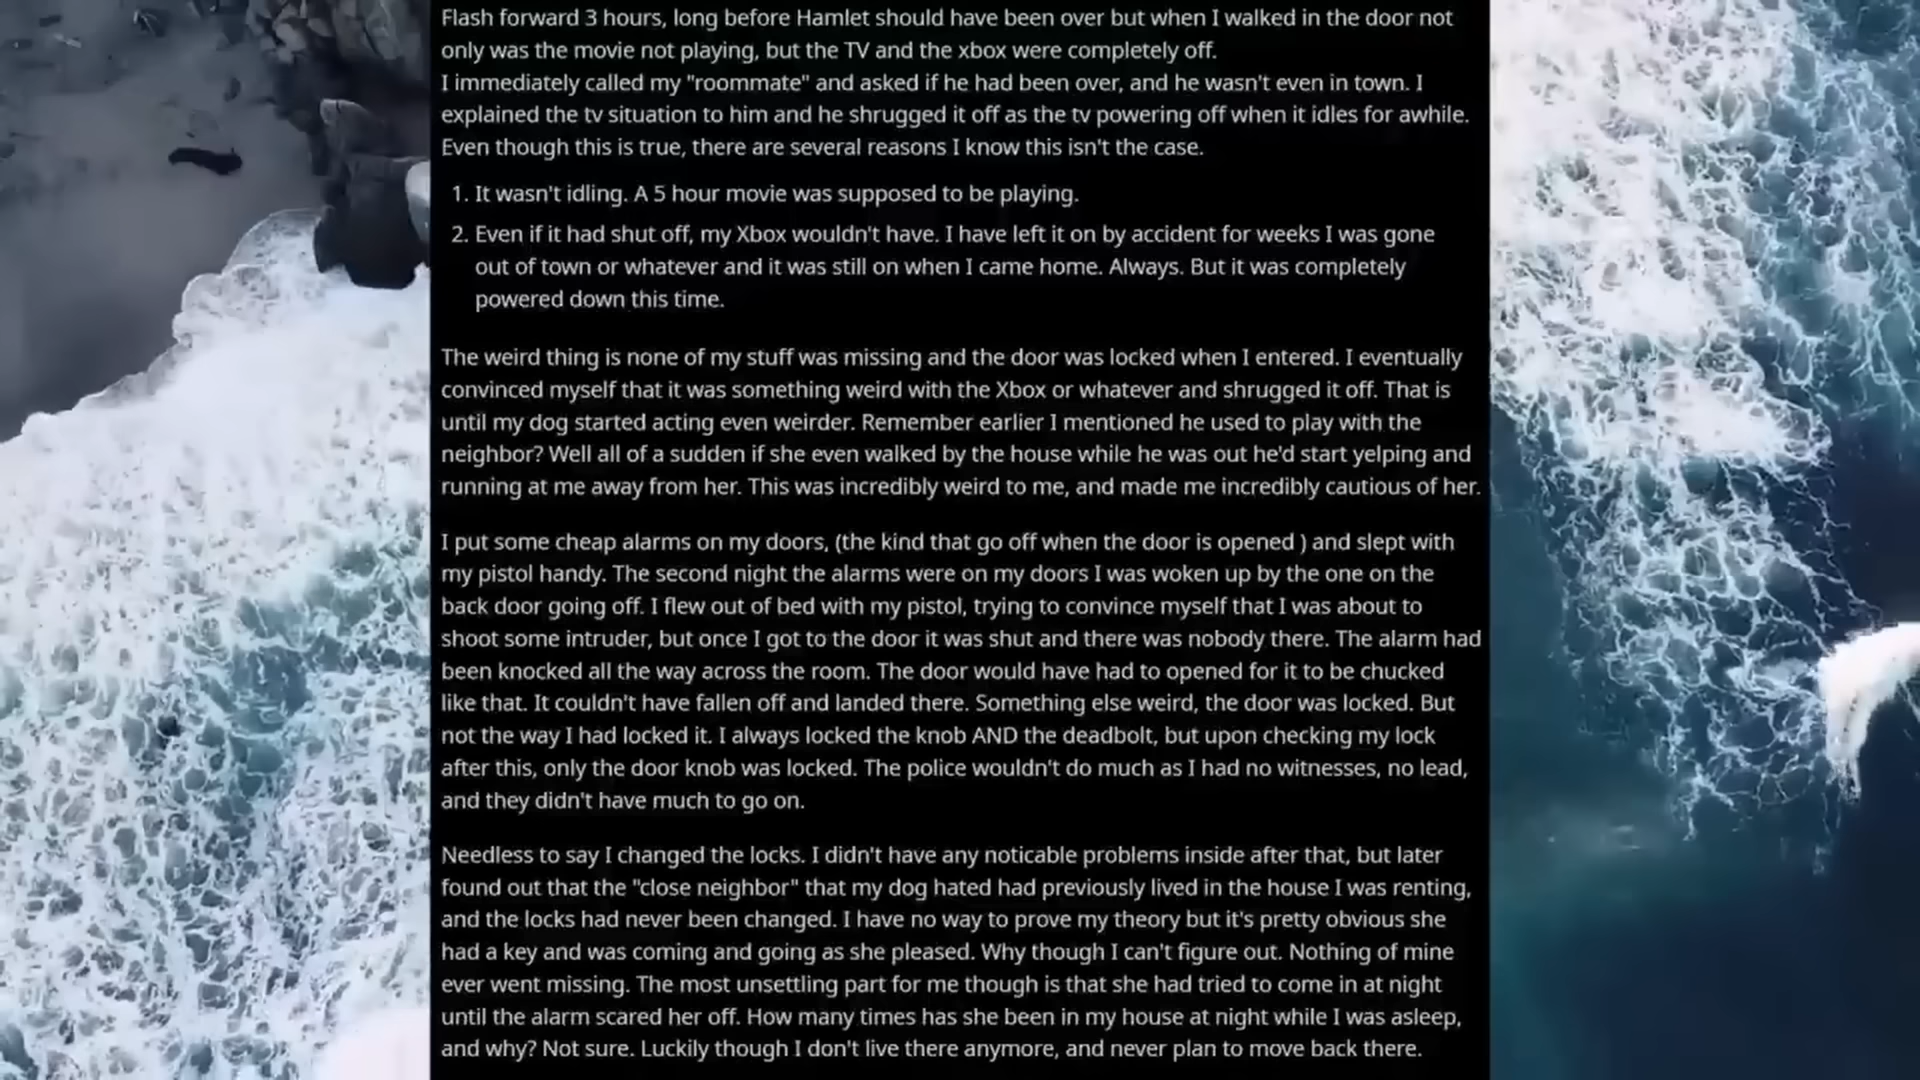 Flash forward 3 hours, long before Hamlet should have been over but when I walked in the door not
only was the movie not playing, but the TV and the xbox were completely off.
I immediately called my "roommate" and asked if he had been over, and he wasn't even in town. I
explained the tv situation to him and he shrugged it off as the tv powering off when it idles for awhile.
Even though this is true, there are several reasons I know this isn't the case.
1. It wasn't idling. A 5 hour movie was supposed to be playing.
2. Even if it had shut off, my Xbox wouldn't have. I have left it on by accident for weeks I was gone
out of town or whatever and it was still on when I came home. Always. But it was completely
powered down this time.
The weird thing is none of my stuff was missing and the door was locked when I entered. I eventually
convinced myself that it was something weird with the Xbox or whatever and shrugged it off. That is
until my dog started acting even weirder. Remember earlier I mentioned he used to play with the
neighbor? Well all of a sudden if she even walked by the house while he was out he'd start yelping and
running at me away from her. This was incredibly weird to me, and made me incredibly cautious of her.
I put some cheap alarms on my doors, (the kind that go off when the door is opened ) and slept with
my pistol handy. The second night the alarms were on my doors I was woken up by the one on the
back door going off. I flew out of bed with my pistol, trying to convince myself that I was about to
shoot some intruder, but once I got to the door it was shut and there was nobody there. The alarm had
been knocked all the way across the room. The door would have had to opened for it to be chucked
like that. It couldn't have fallen off and landed there. Something else weird, the door was locked. But
not the way I had locked it. I always locked the knob AND the deadbolt, but upon checking my lock
after this, only the door knob was locked. The police wouldn't do much as I had no witnesses, no lead,
and they didn't have much to go on.
Needless to say I changed the locks. I didn't have any noticable problems inside after that, but later
found out that the "close neighbor" that my dog hated had previously lived in the house I was renting,
and the locks had never been changed. I have no way to prove my theory but it's pretty obvious she
had a key and was coming and going as she pleased. Why though I can't figure out. Nothing of mine
ever went missing. The most unsettling part for me though is that she had tried to come in at night
until the alarm scared her off. How many times has she been in my house at night while I was asleep,
and why? Not sure. Luckily though I don't live there anymore, and never plan to move back there.